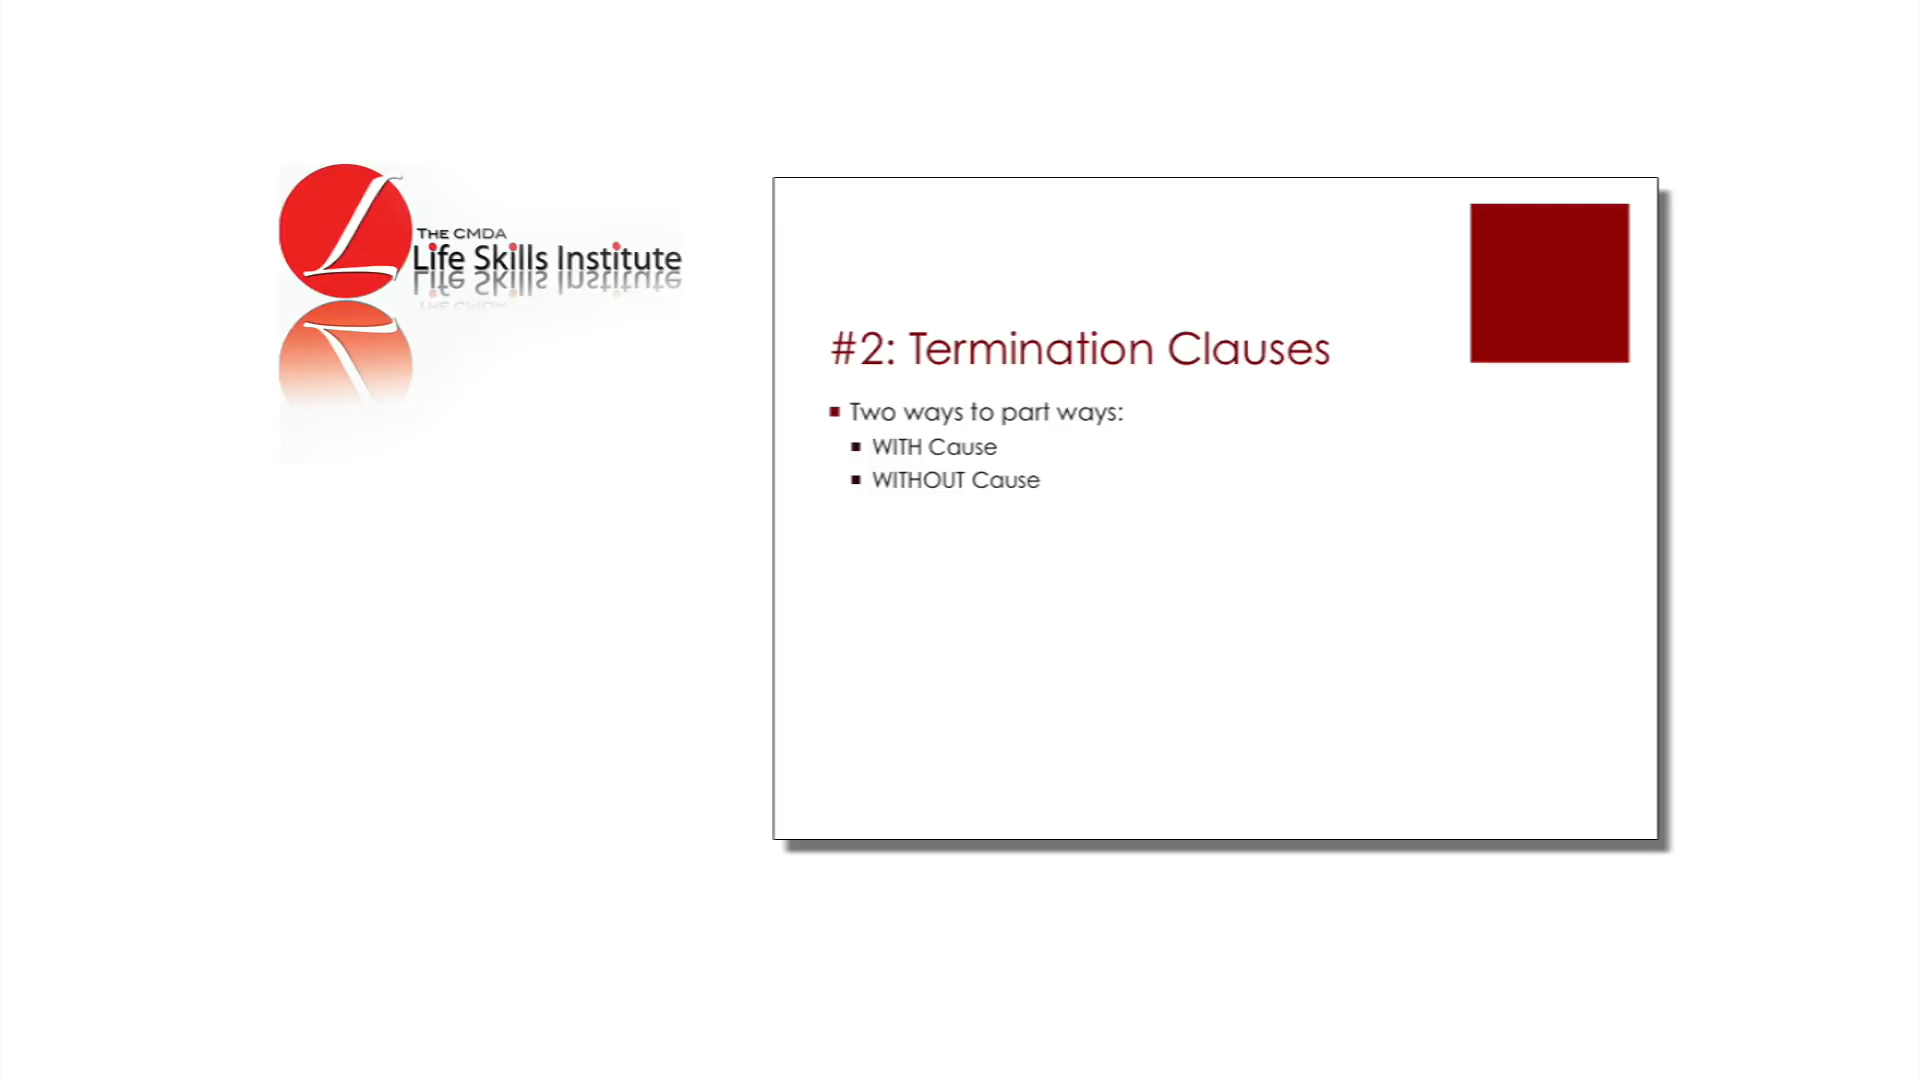 THE CMDA
Life Skills Institute
#2: Termination Clauses
Two ways to part ways:
WITH Cause
WITHOUT Cause